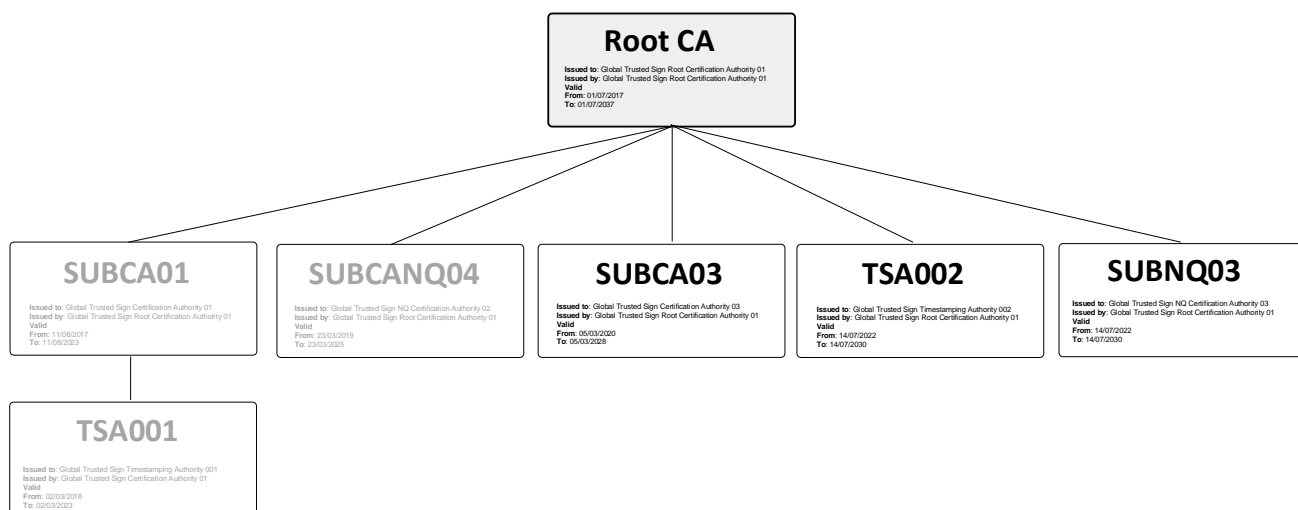 Root CA
Issued to: Global Trusted Sign Root Certification Authority 01
Issued by: Global Trusted Sign Root Certification Authority 01
Valid
From: 01/07/2017
To: 01/07/2037
SUBCA01
Issued to: Global Trusted Sign Certification Authority 01
Issued by: Global Trusted Sign Root Certification Authority 01
Valid
From: 11/08/2017
To: 11/08/2023
SUBCANQ04
Issued to: Global Trusted Sign NQ Certification Authority 02
Issued by: Global Trusted Sign Root Certification Authority 01
Valid
From: 23/03/2019
To: 23/03/2025
SUBCA03
Issued to: Global Trusted Sign Certification Authority 03
Issued by: Global Trusted Sign Root Certification Authority 01
Valid
From: 05/03/2020
To: 05/03/2028
TSA002
Issued to: Global Trusted Sign Timestamping Authority 002
Issued by: Global Trusted Sign Root Certification Authority 01
Valid
From: 14/07/2022
To: 14/07/2030
SUBNQ03
Issued to: Global Trusted Sign NQ Certification Authority 03
Issued by: Global Trusted Sign Root Certification Authority 01
Valid
From: 14/07/2022
To: 14/07/2030
TSA001
Issued to: Global Trusted Sign Timestamping Authority 001
Issued by: Global Trusted Sign Certification Authority 01
Valid
From: 02/03/2018
To: 02/03/2023